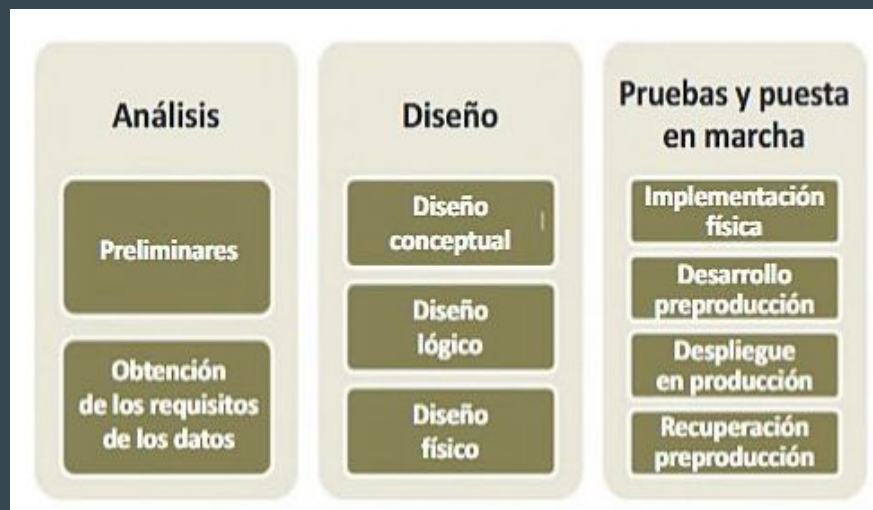 Análisis
Preliminares
Obtención
de los requisitos
de los datos
Diseño
Diseño
conceptual
Diseño
lógico
Diseño
físico
Pruebas y puesta
en marcha
Implementación
física
Desarrollo
preproducción
Despliegue
en producción
Recuperación
preproducción